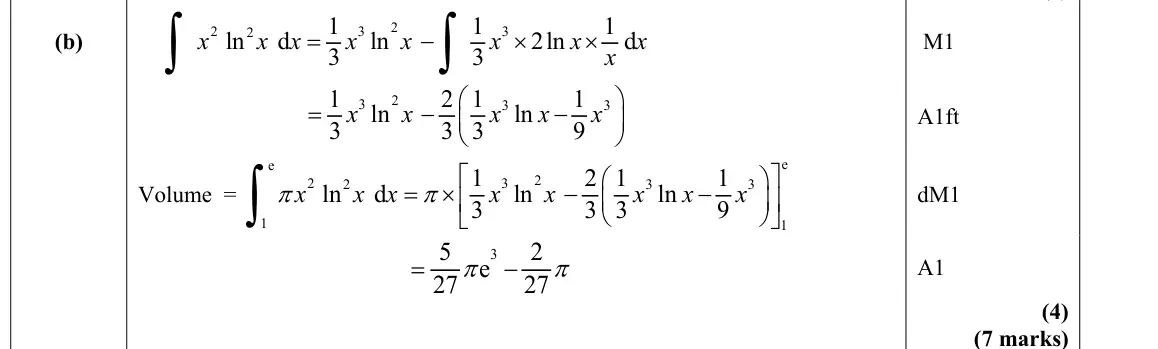 (b) ∫ x² ln²x dx = 1/3 x³ ln²x − ∫ 1/3 x³ × 2ln x × 1/x dx M1
= 1/3 x³ ln²x − 2/3 (1/3 x³ ln x − 1/9 x³) A1ft
Volume = ∫₁ᵉ πx² ln²x dx = π × [1/3 x³ ln²x − 2/3 (1/3 x³ ln x − 1/9 x³)]₁ᵉ dM1
= 5/27 πe³ − 2/27 π A1
(4)
(7 marks)